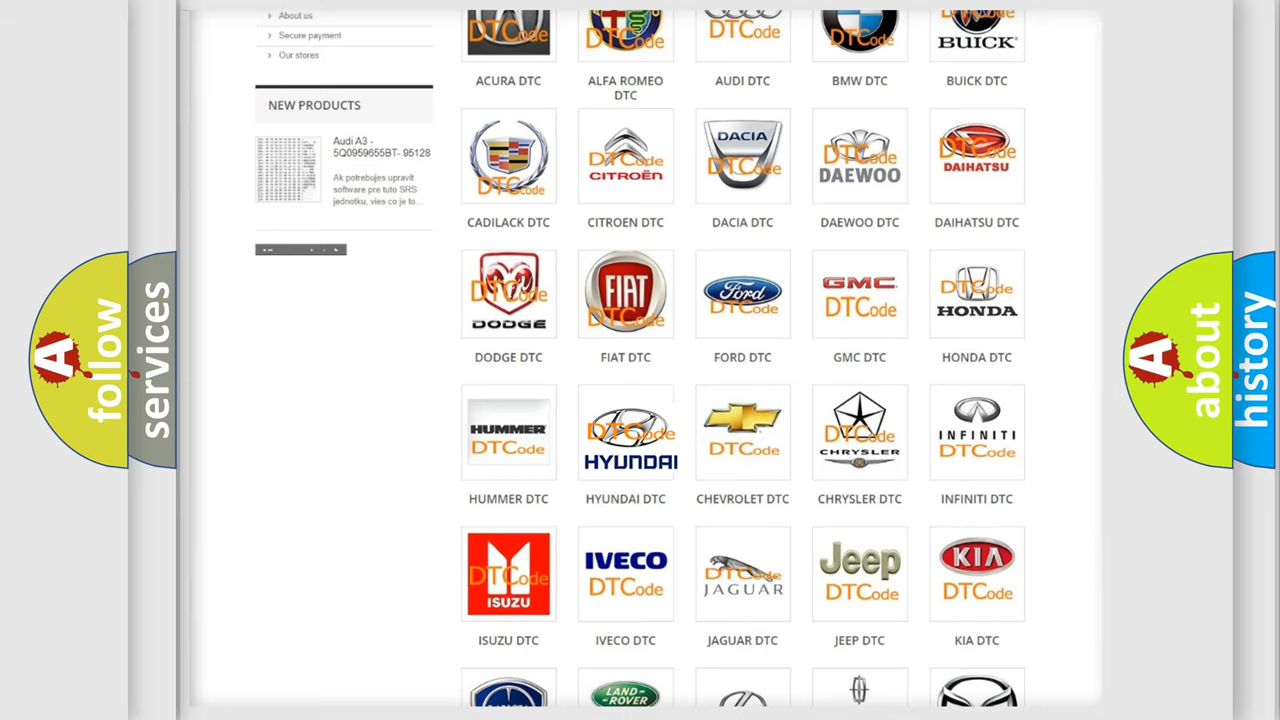 About us
Secure payment
Our stores
NEW PRODUCTS
Audi A3 -
5Q0959655BT- 95128
Ak potrebujes upravit
software pre tuto SRS
jednotku, vies co je to...
DTCode
DTCode
DTCode
DTCode
DTCode
BUICK
ACURA DTC
ALFA ROMEO
DTC
AUDI DTC
BMW DTC
BUICK DTC
DTCode
DTCode
CITROËN
DACIA
DTCode
DTCode
DAEWOO
DTCode
DAIHATSU
CADILACK DTC
CITROEN DTC
DACIA DTC
DAEWOO DTC
DAIHATSU DTC
DTCode
DODGE
FIAT
DTCode
Ford
DTCode
GMC
DTCode
DTCode
HONDA
DODGE DTC
FIAT DTC
FORD DTC
GMC DTC
HONDA DTC
HUMMER
DTCode
DTCode
HYUNDAI
DTCode
DTCode
CHRYSLER
INFINITI
DTCode
HUMMER DTC
HYUNDAI DTC
CHEVROLET DTC
CHRYSLER DTC
INFINITI DTC
DTCode
ISUZU
IVECO
DTCode
DTCode
JAGUAR
Jeep
DTCode
KIA
DTCode
ISUZU DTC
IVECO DTC
JAGUAR DTC
JEEP DTC
KIA DTC
LAND-
ROVER
A
follow
services
A
about
history